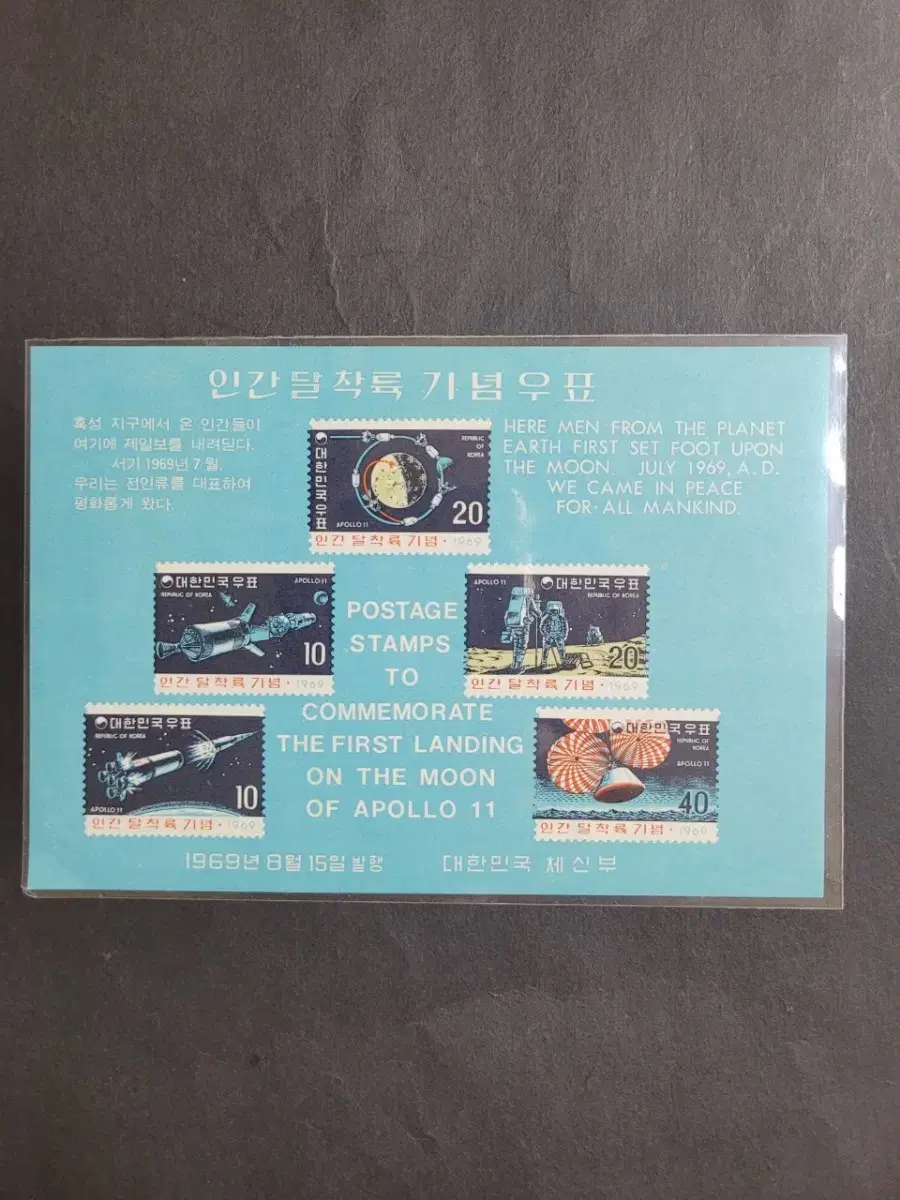 인간달착륙 기념우표
혹성 지구에서 온 인간들이
여기에 제일보를 내려딛다.
서기 1969년 7월,
우리는 전인류를 대표하여
평화롭게 왔다.
HERE MEN FROM THE PLANET
EARTH FIRST SET FOOT UPON
THE MOON. JULY 1969, A.D.
WE CAME IN PEACE
FOR·ALL MANKIND.
대한민국우표
REPUBLIC
OF
KOREA
APOLLO 11
20
인간 달착륙기념·1969
대한민국우표
REPUBLIC OF KOREA
APOLLO-11
10
인간 달착륙기념·1969
APOLLO 11
대한민국우표
REPUBLIC OF KOREA
20
인간 달착륙기념·1969
대한민국우표
REPUBLIC OF KOREA
APOLLO 11
10
인간 달착륙기념·1969
대한민국우표
REPUBLIC
OF
KOREA
APOLLO 11
40
인간 달착륙기념·1969
POSTAGE
STAMPS
TO
COMMEMORATE
THE FIRST LANDING
ON THE MOON
OF APOLLO 11
1969년 8월 15일 발행 대한민국 체신부